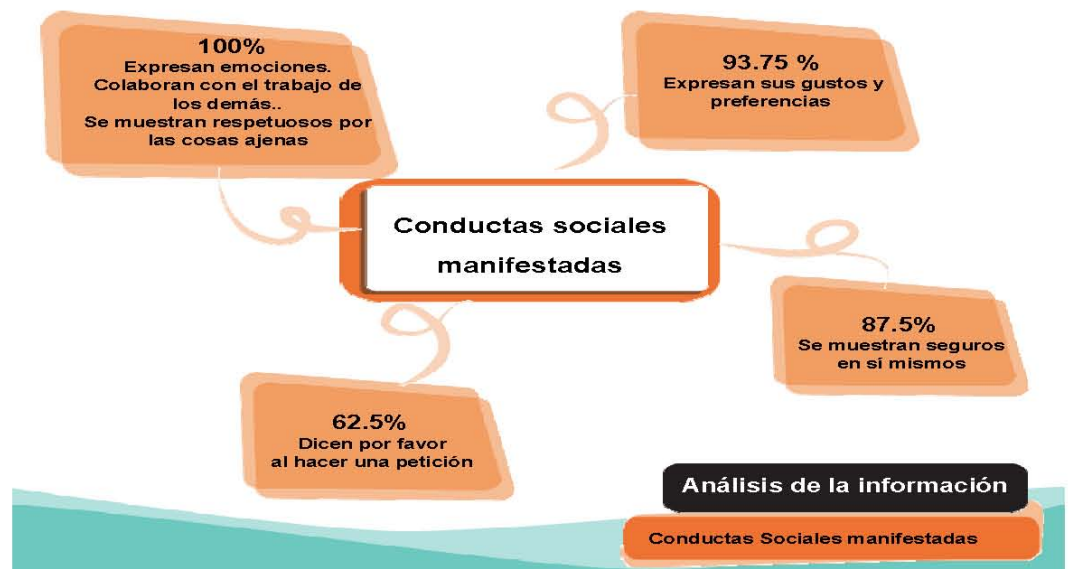 100%
Expresan emociones.
Colaboran con el trabajo de
los demás..
Se muestran respetuosos por
las cosas ajenas
93.75 %
Expresan sus gustos y
preferencias
Conductas sociales
manifestadas
87.5%
Se muestran seguros
en sí mismos
62.5%
Dicen por favor
al hacer una petición
Análisis de la información
Conductas Sociales manifestadas